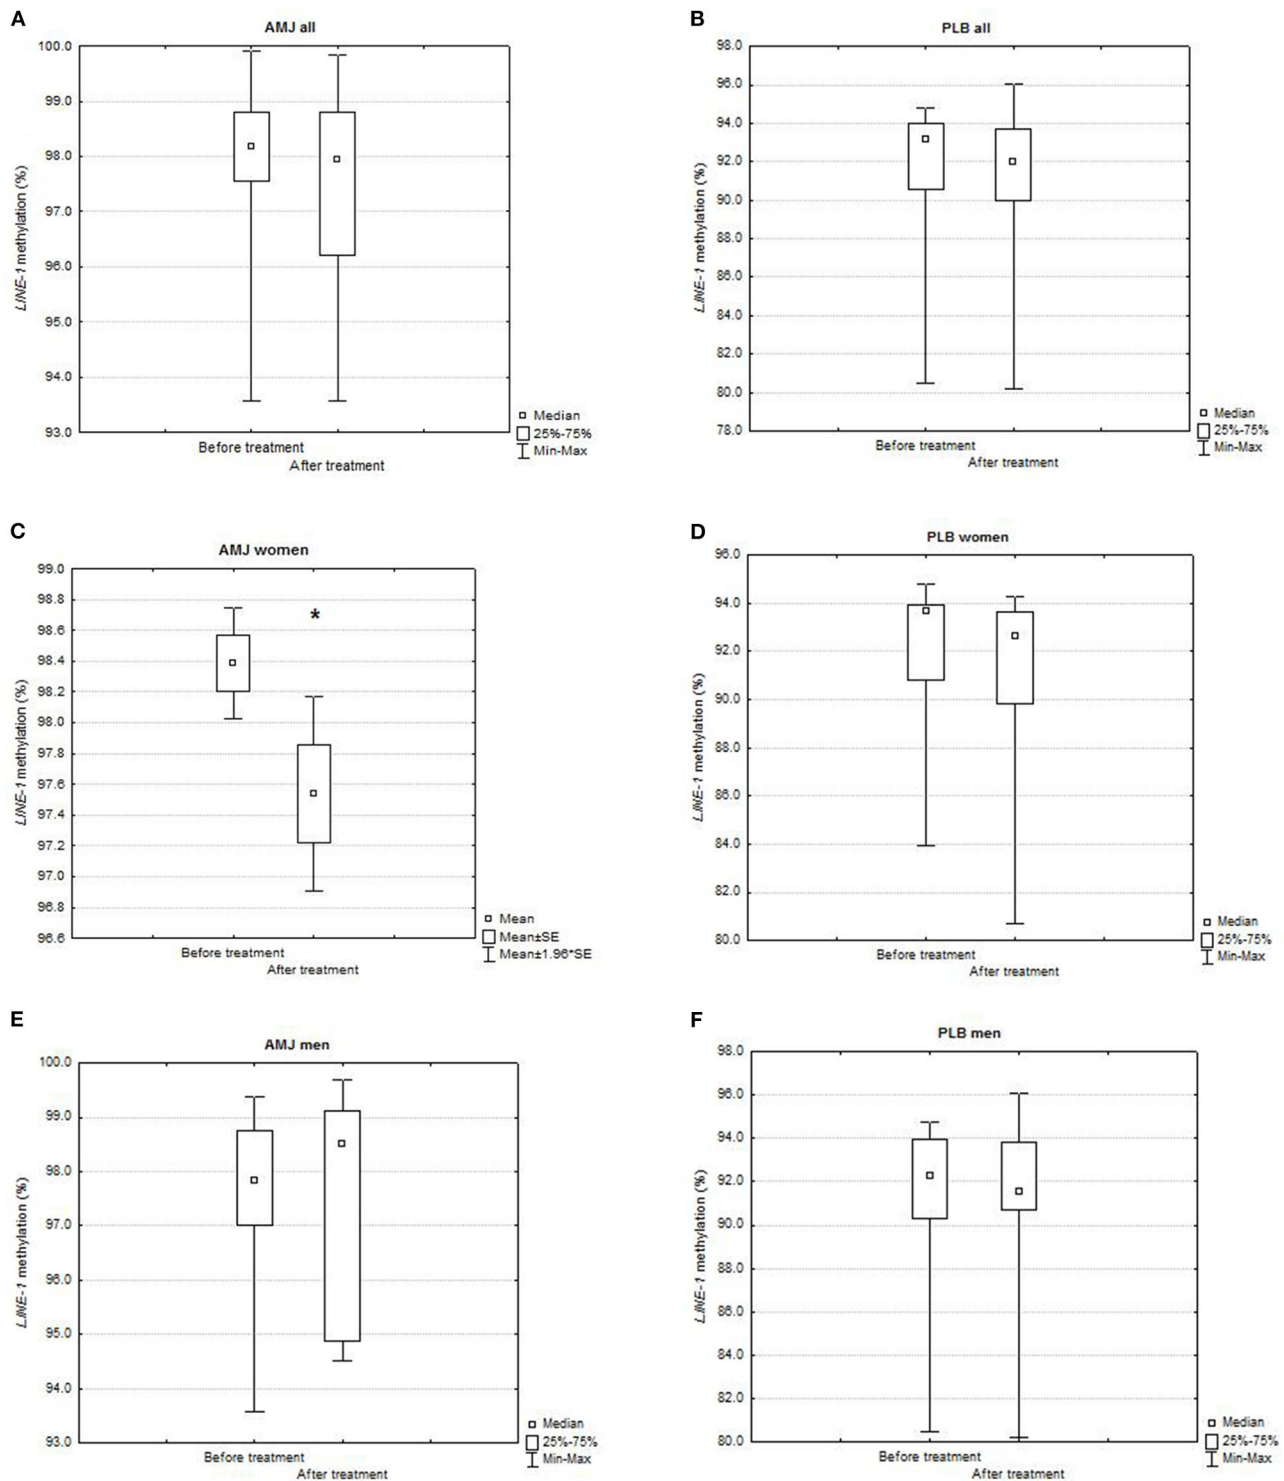 A
AMJ all
LINE-1 methylation (%)
100.0
99.0
98.0
97.0
96.0
95.0
94.0
93.0
Before treatment
After treatment
Median
25%-75%
Min-Max
B
PLB all
LINE-1 methylation (%)
98.0
96.0
94.0
92.0
90.0
88.0
86.0
84.0
82.0
80.0
78.0
Before treatment
After treatment
Median
25%-75%
Min-Max
C
AMJ women
LINE-1 methylation (%)
99.0
98.8
98.6
98.4
98.2
98.0
97.8
97.6
97.4
97.2
97.0
96.8
96.6
*
Before treatment
After treatment
Mean
Mean±SE
Mean±1.96*SE
D
PLB women
LINE-1 methylation (%)
96.0
94.0
92.0
90.0
88.0
86.0
84.0
82.0
80.0
Before treatment
After treatment
Median
25%-75%
Min-Max
E
AMJ men
LINE-1 methylation (%)
100.0
99.0
98.0
97.0
96.0
95.0
94.0
93.0
Before treatment
After treatment
Median
25%-75%
Min-Max
F
PLB men
LINE-1 methylation (%)
98.0
96.0
94.0
92.0
90.0
88.0
86.0
84.0
82.0
80.0
Before treatment
After treatment
Median
25%-75%
Min-Max